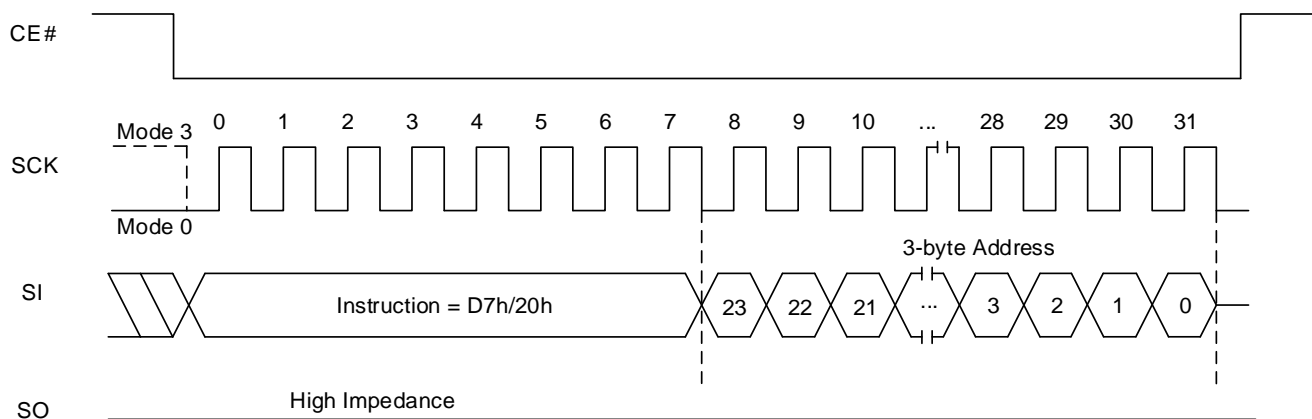 CE#
0 1 2 3 4 5 6 7 8 9 10 ... 28 29 30 31
Mode 3
SCK
Mode 0
3-byte Address
SI
Instruction = D7h/20h
23 22 21 ... 3 2 1 0
High Impedance
SO